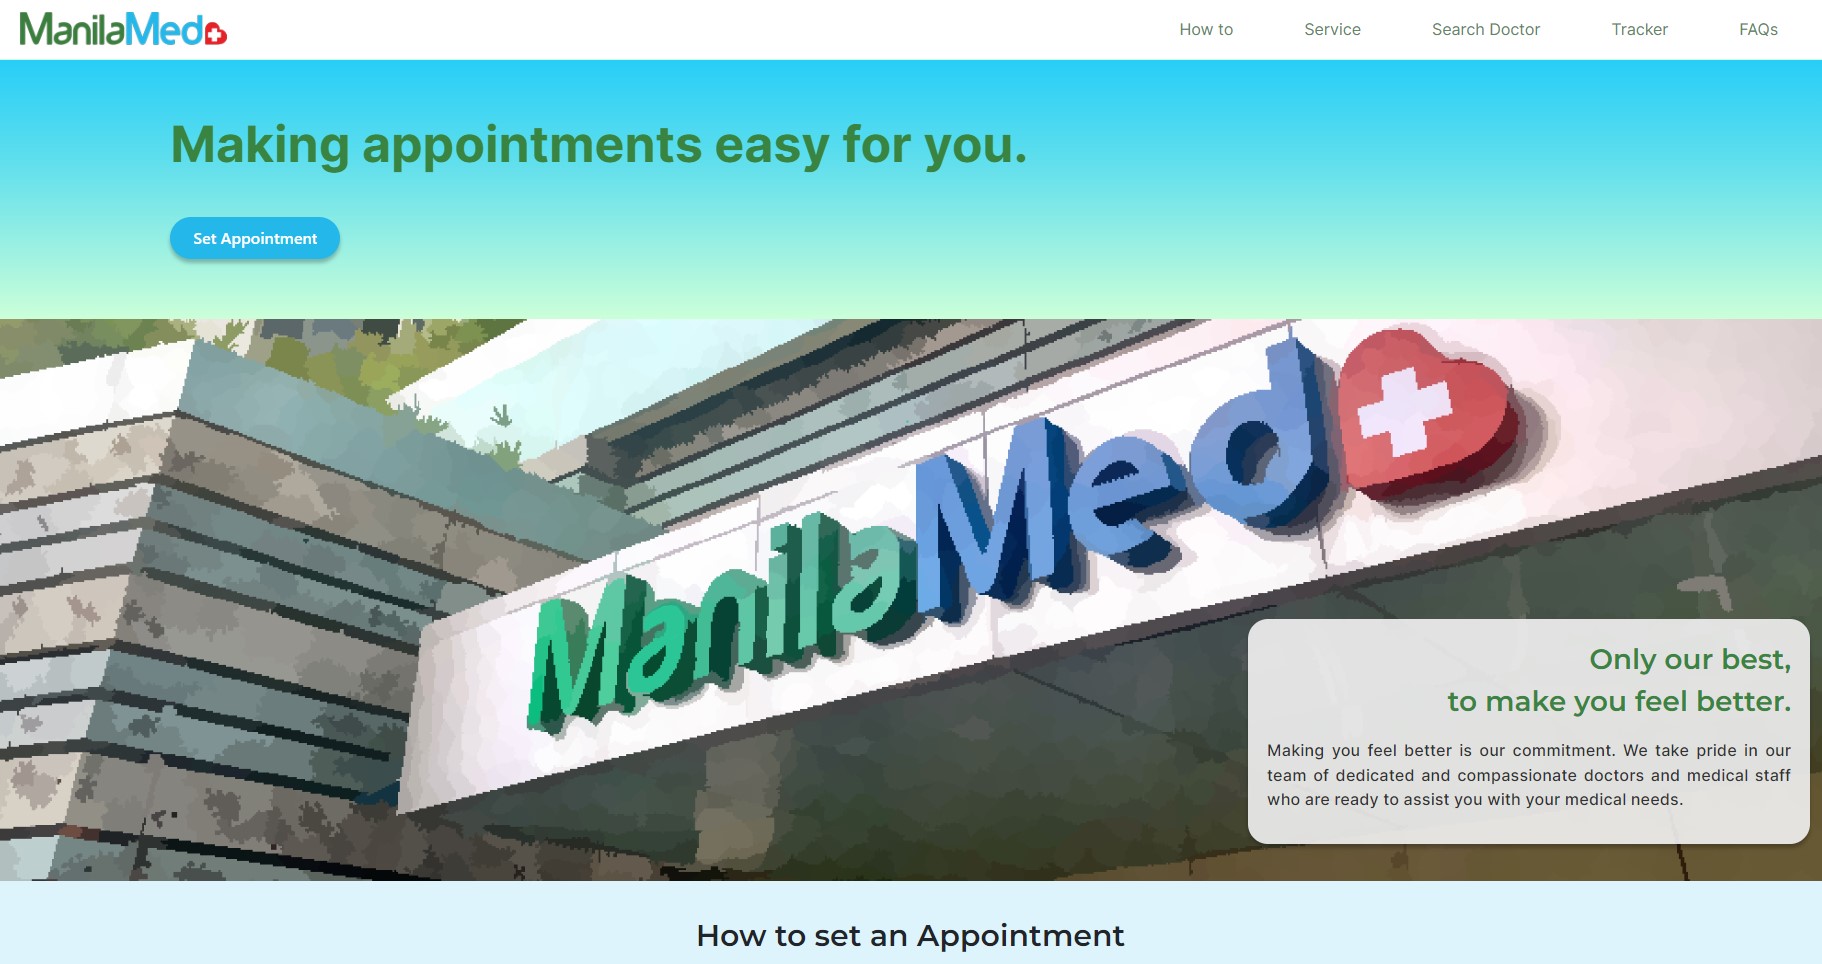 ManilaMed
How to
Service
Search Doctor
Tracker
FAQs
Making appointments easy for you.
Set Appointment
ManilaMed
Only our best,
to make you feel better.
Making you feel better is our commitment. We take pride in our
team of dedicated and compassionate doctors and medical staff
who are ready to assist you with your medical needs.
How to set an Appointment